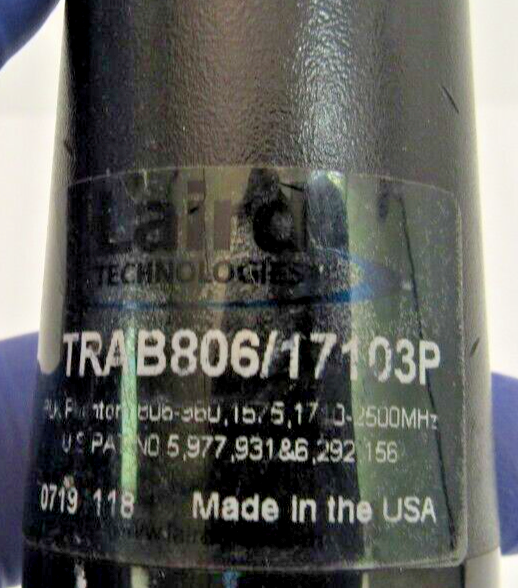 Laird
TECHNOLOGIES
TRAB806/17103P
Phantom 806-960,1575,1710-2500MHz
U S PAT NO 5,977,931&6,292 156
0719 118 Made in the USA